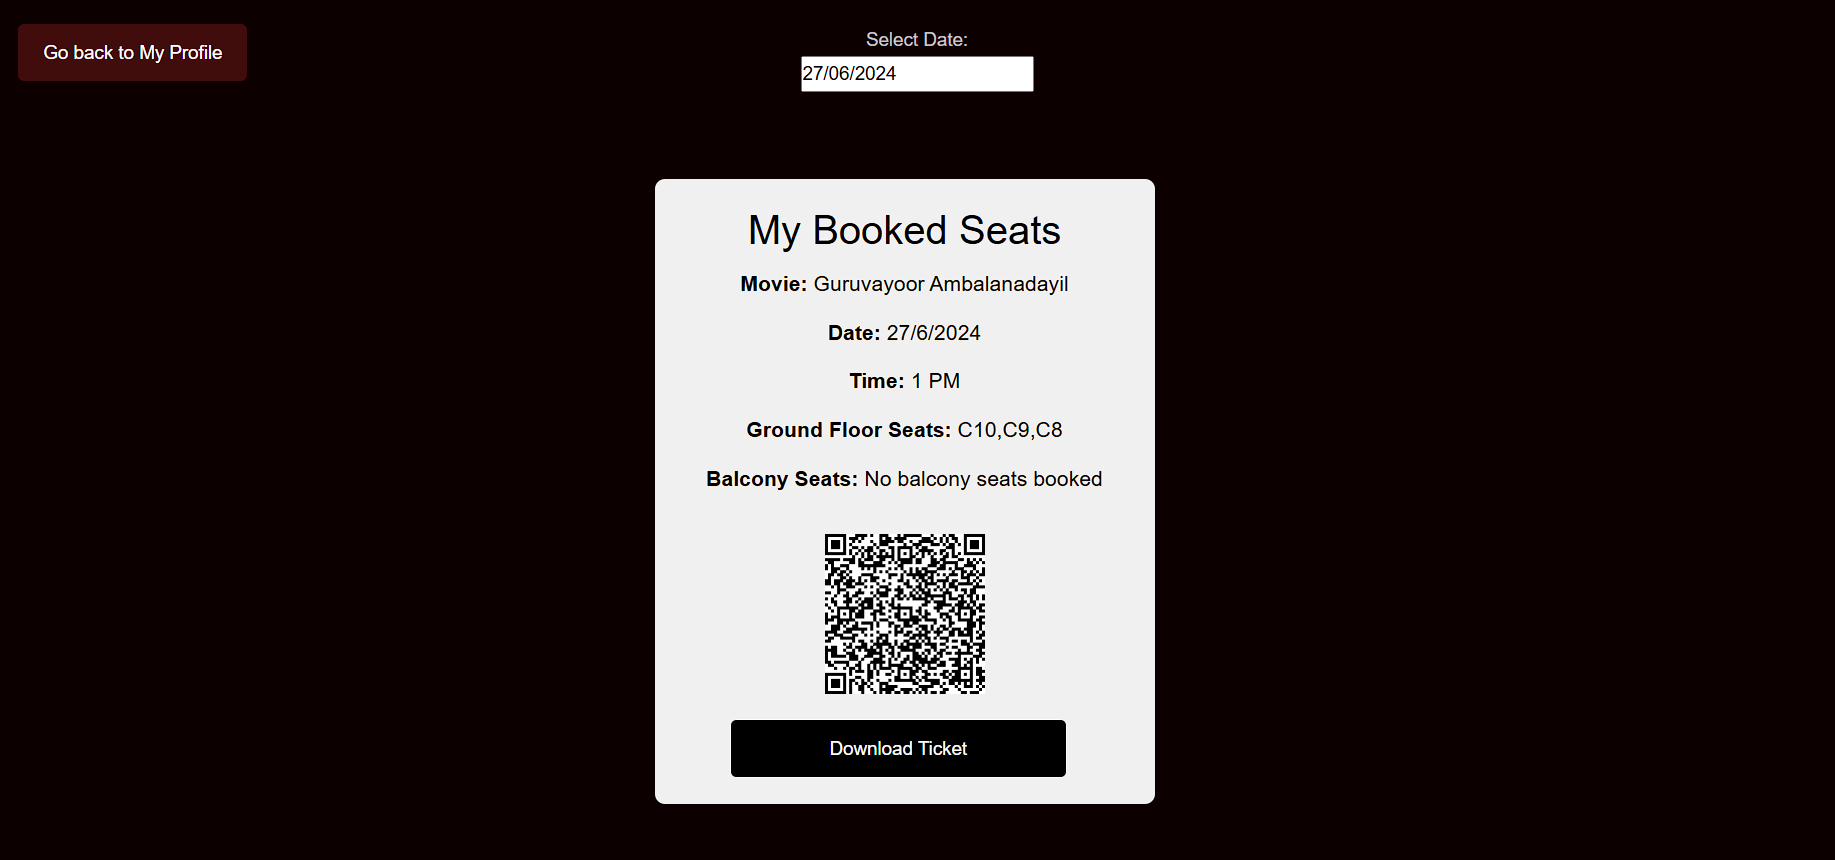 Go back to My Profile
Select Date:
27/06/2024
My Booked Seats
Movie: Guruvayoor Ambalanadayil
Date: 27/6/2024
Time: 1 PM
Ground Floor Seats: C10,C9,C8
Balcony Seats: No balcony seats booked
Download Ticket